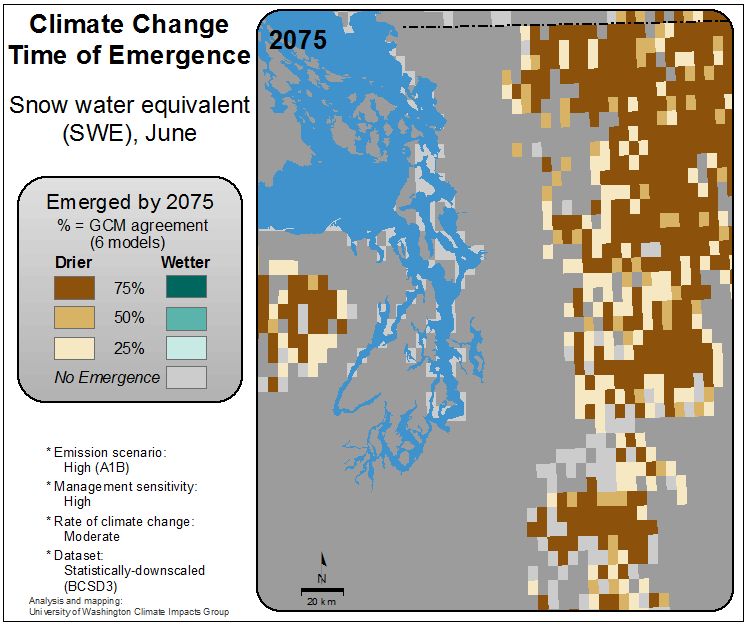 Climate Change
Time of Emergence
Snow water equivalent
(SWE), June
Emerged by 2075
% = GCM agreement
(6 models)
Drier Wetter
75%
50%
25%
No Emergence
* Emission scenario:
High (A1B)
* Management sensitivity:
High
* Rate of climate change:
Moderate
* Dataset:
Statistically-downscaled
(BCSD3)
Analysis and mapping:
University of Washington Climate Impacts Group
2075
N
20 km